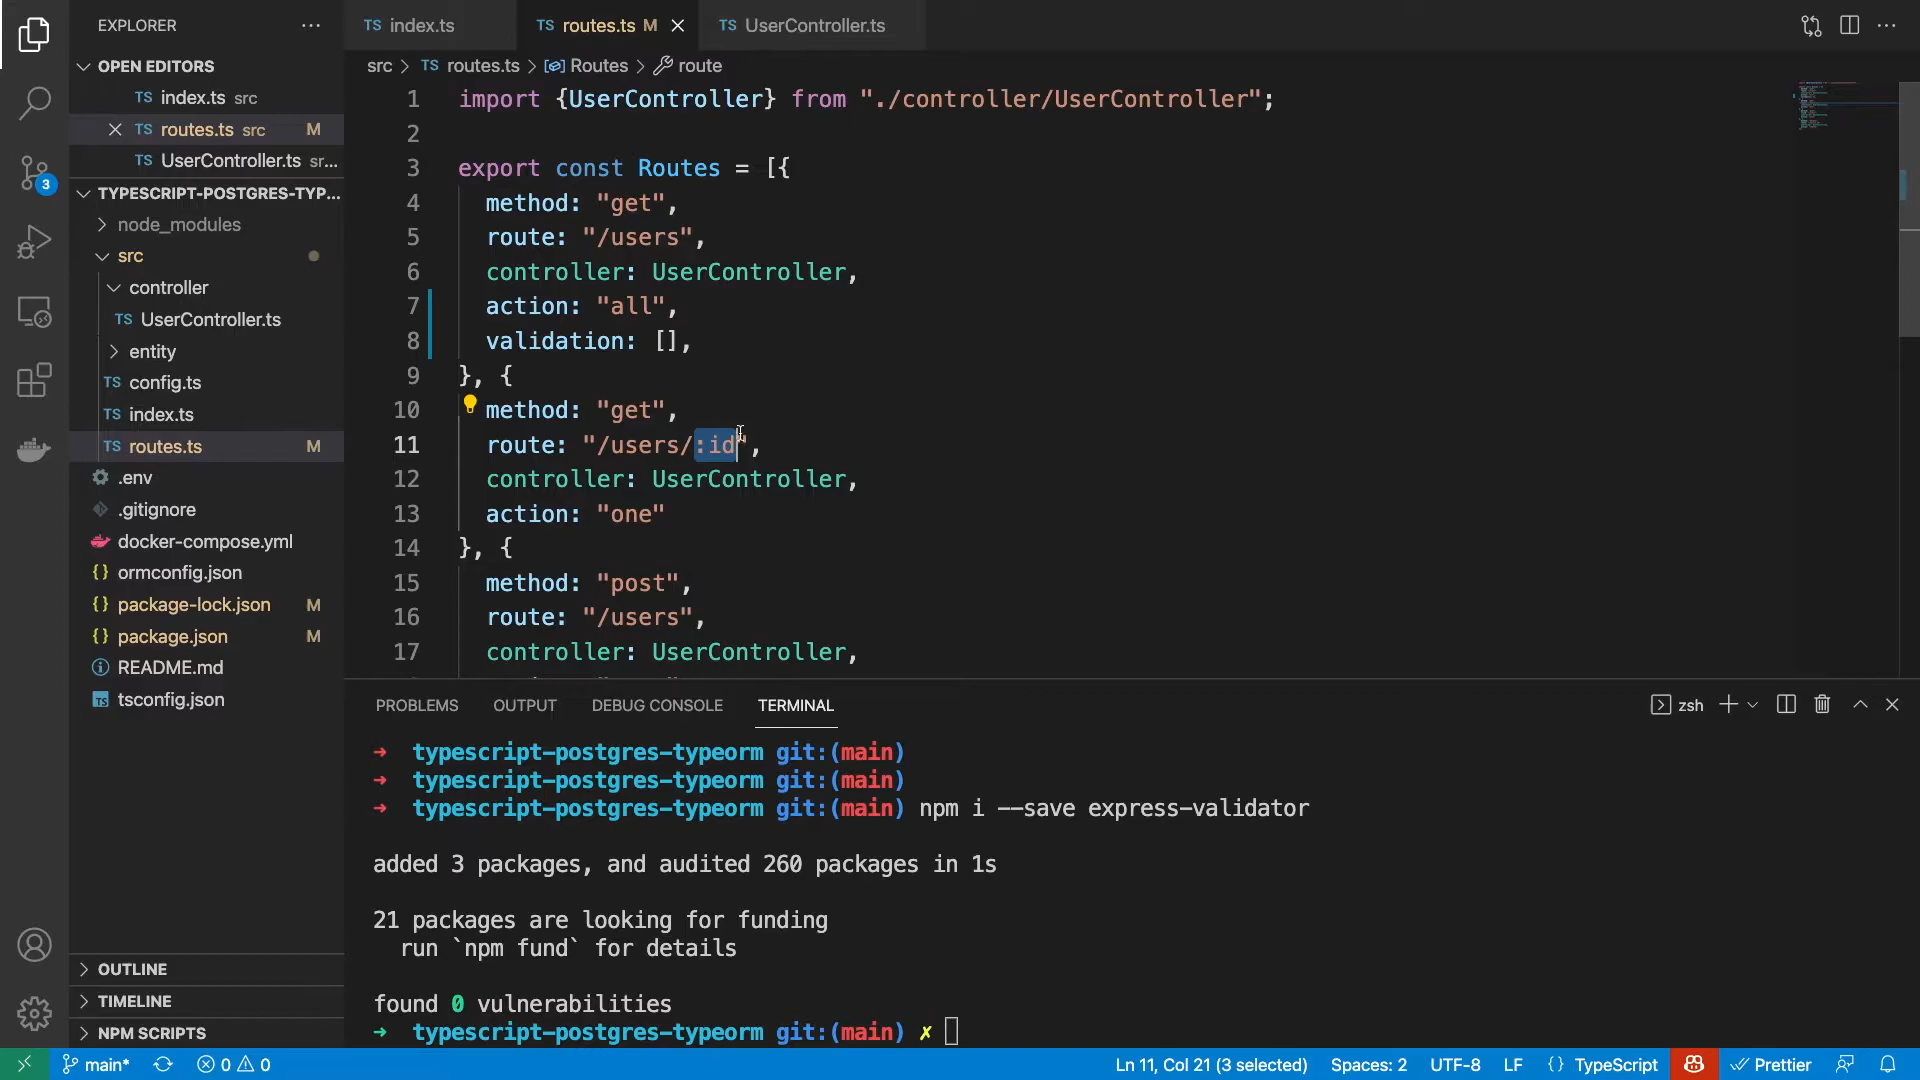 EXPLORER
OPEN EDITORS
TS index.ts src
TS routes.ts src M
TS UserController.ts sr...
TYPESCRIPT-POSTGRES-TYP...
node_modules
src
controller
TS UserController.ts
entity
TS config.ts
TS index.ts
TS routes.ts M
.env
.gitignore
docker-compose.yml
{} ormconfig.json
{} package-lock.json M
{} package.json M
README.md
TS tsconfig.json
OUTLINE
TIMELINE
NPM SCRIPTS
3
TS index.ts TS routes.ts M TS UserController.ts
src > TS routes.ts > Routes > route
1 import {UserController} from "./controller/UserController";
2
3 export const Routes = [{
4 method: "get",
5 route: "/users",
6 controller: UserController,
7 action: "all",
8 validation: [],
9 }, {
10 method: "get",
11 route: "/users/:id",
12 controller: UserController,
13 action: "one"
14 }, {
15 method: "post",
16 route: "/users",
17 controller: UserController,
PROBLEMS OUTPUT DEBUG CONSOLE TERMINAL zsh
➜ typescript-postgres-typeorm git:(main)
➜ typescript-postgres-typeorm git:(main)
➜ typescript-postgres-typeorm git:(main) npm i --save express-validator
added 3 packages, and audited 260 packages in 1s
21 packages are looking for funding
run `npm fund` for details
found 0 vulnerabilities
➜ typescript-postgres-typeorm git:(main) ✗
main* 0 0 Ln 11, Col 21 (3 selected) Spaces: 2 UTF-8 LF {} TypeScript Prettier